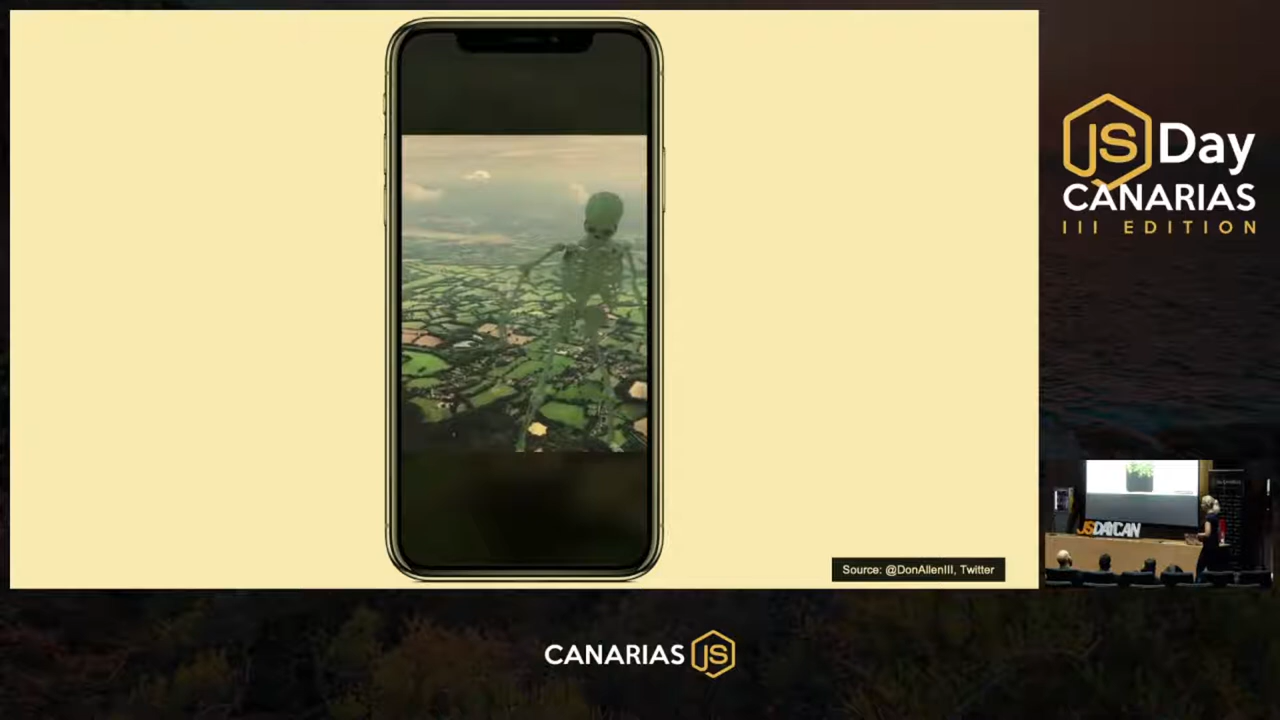 JS Day
CANARIAS
III EDITION
JSDAYCAN
Source: @DonAllenIII, Twitter
CANARIAS JS